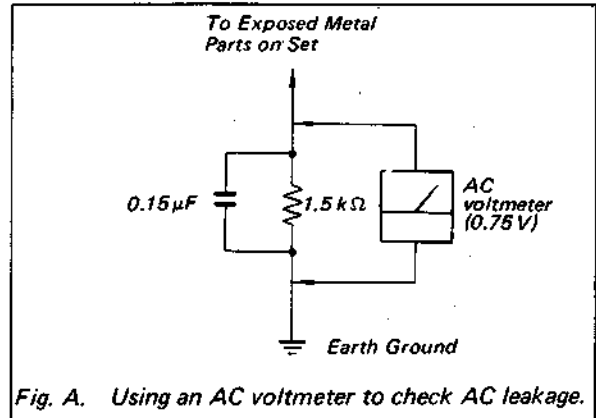 To Exposed Metal
Parts on Set
0.15μF
1.5kΩ
AC
voltmeter
(0.75V)
Earth Ground
Fig. A. Using an AC voltmeter to check AC leakage.